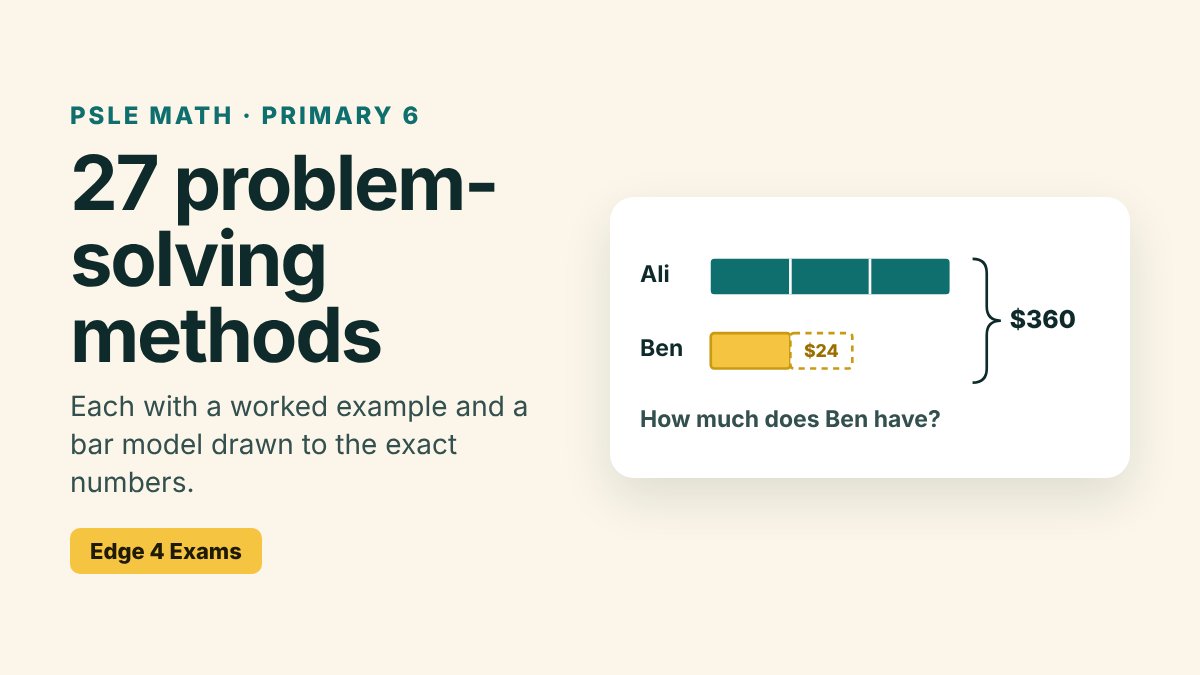 PSLE MATH · PRIMARY 6
27 problem-
solving
methods
Each with a worked example and a
bar model drawn to the exact
numbers.
Edge 4 Exams
Ali
$360
Ben
$24
How much does Ben have?